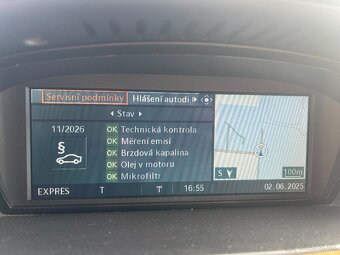 Servisní podmínky Hlášení autodi
Stav
11/2026
OK Technická kontrola
§ OK Měření emisí
OK Brzdová kapalina
OK Olej v motoru
OK Mikrofiltr
S 100m
EXPRES T T 16:55 02.06.2025